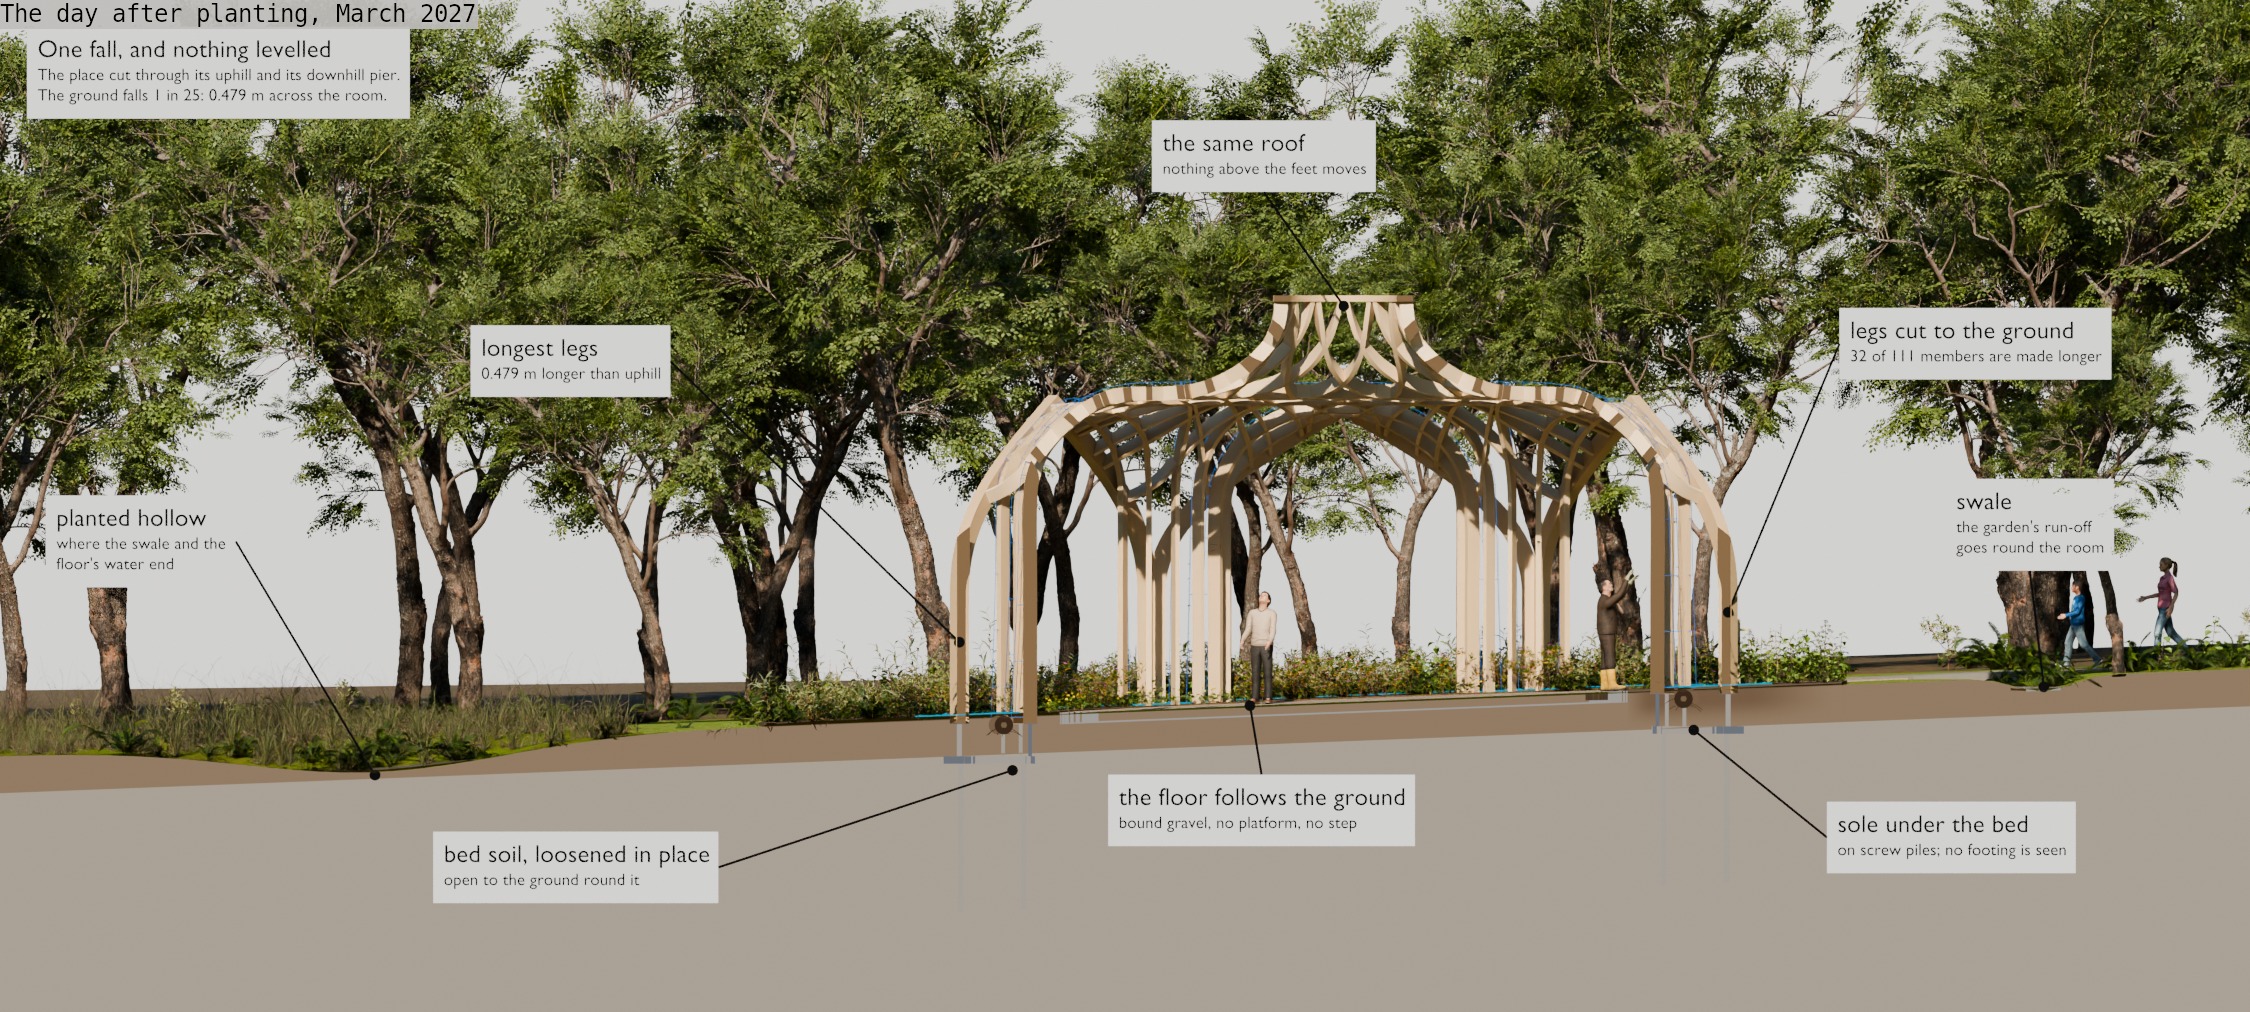 The day after planting, March 2027
One fall, and nothing levelled
The place cut through its uphill and its downhill pier.
The ground falls 1 in 25: 0.479 m across the room.
the same roof
nothing above the feet moves
legs cut to the ground
32 of 111 members are made longer
longest legs
0.479 m longer than uphill
swale
the garden's run-off
goes round the room
planted hollow
where the swale and the
floor's water end
the floor follows the ground
bound gravel, no platform, no step
sole under the bed
on screw piles; no footing is seen
bed soil, loosened in place
open to the ground round it